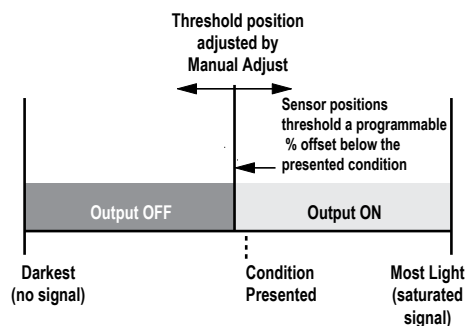 Threshold position
adjusted by
Manual Adjust
Sensor positions
threshold a programmable
% offset below the
presented condition
Output OFF
Output ON
Darkest
(no signal)
Condition
Presented
Most Light
(saturated
signal)